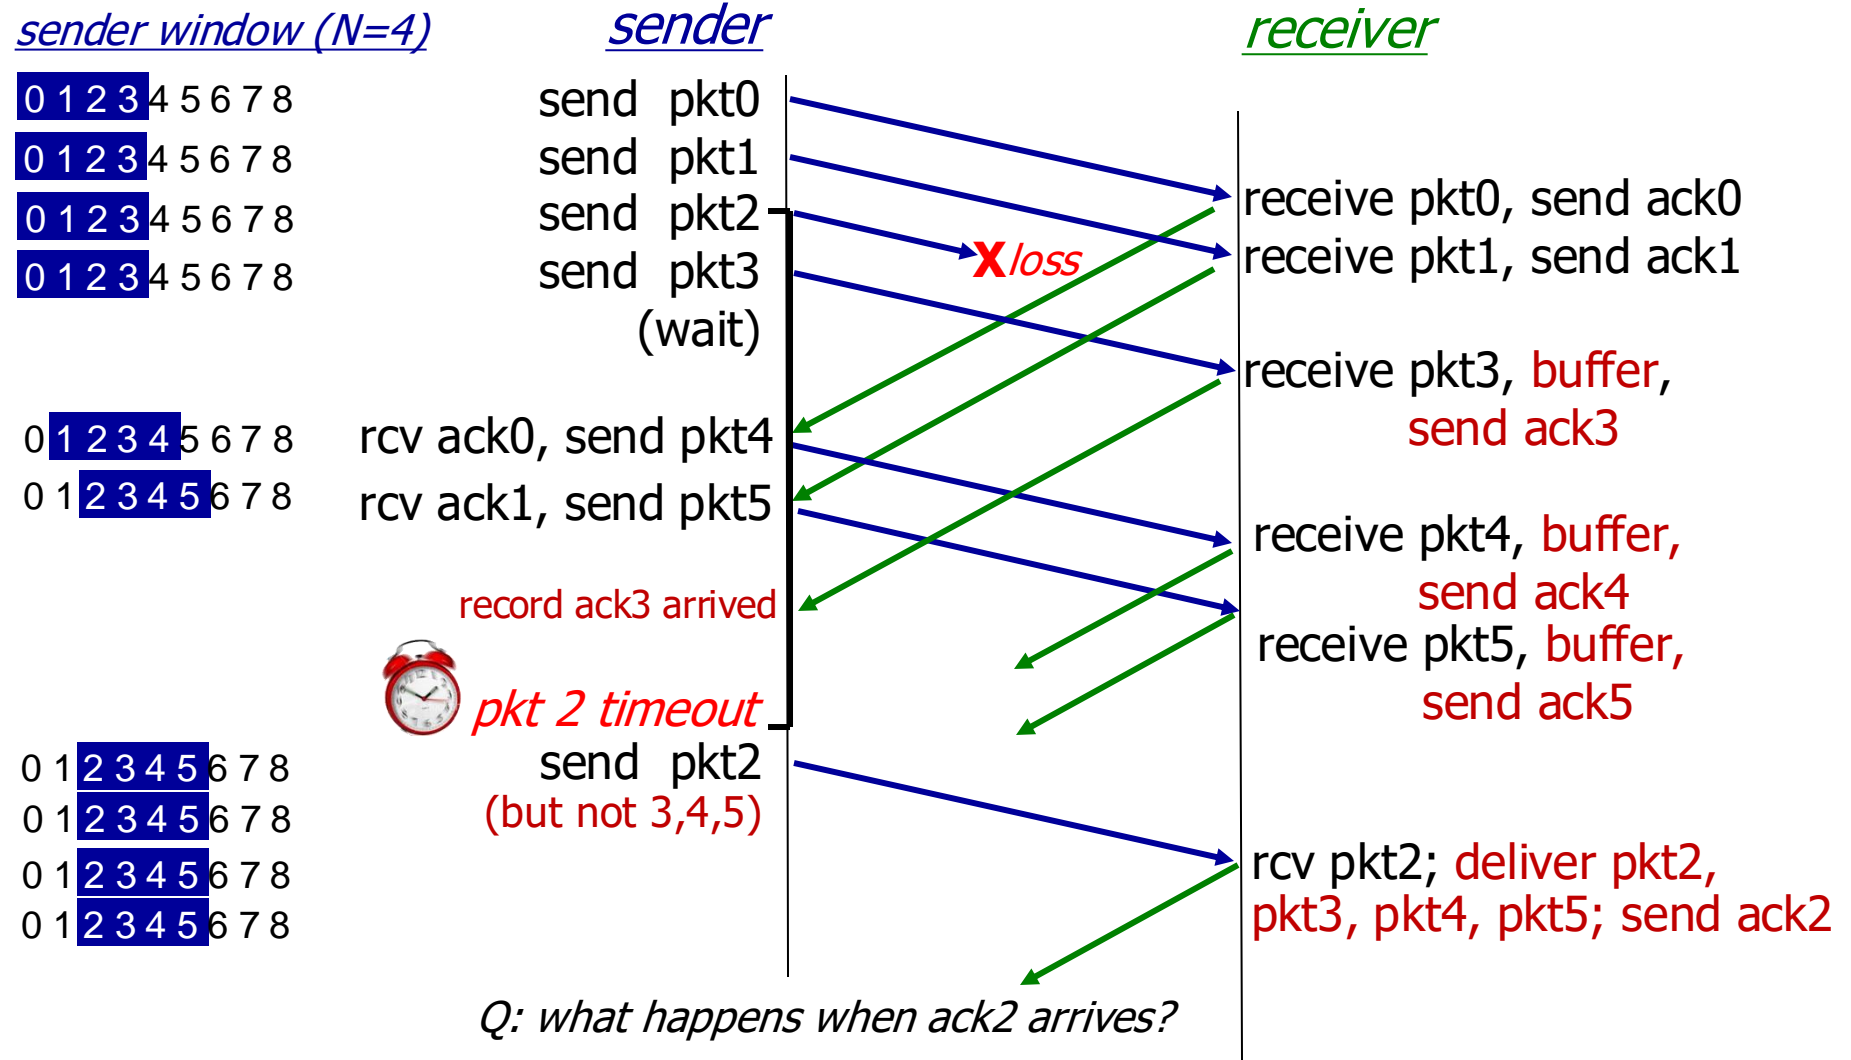 sender window (N=4) sender receiver
0 1 2 3 4 5 6 7 8 send pkt0
0 1 2 3 4 5 6 7 8 send pkt1
0 1 2 3 4 5 6 7 8 send pkt2
0 1 2 3 4 5 6 7 8 send pkt3
(wait)
X loss
receive pkt0, send ack0
receive pkt1, send ack1
receive pkt3, buffer,
send ack3
0 1 2 3 4 5 6 7 8 rcv ack0, send pkt4
0 1 2 3 4 5 6 7 8 rcv ack1, send pkt5
receive pkt4, buffer,
send ack4
record ack3 arrived
receive pkt5, buffer,
send ack5
pkt 2 timeout
0 1 2 3 4 5 6 7 8 send pkt2
0 1 2 3 4 5 6 7 8 (but not 3,4,5)
0 1 2 3 4 5 6 7 8
0 1 2 3 4 5 6 7 8
rcv pkt2; deliver pkt2,
pkt3, pkt4, pkt5; send ack2
Q: what happens when ack2 arrives?